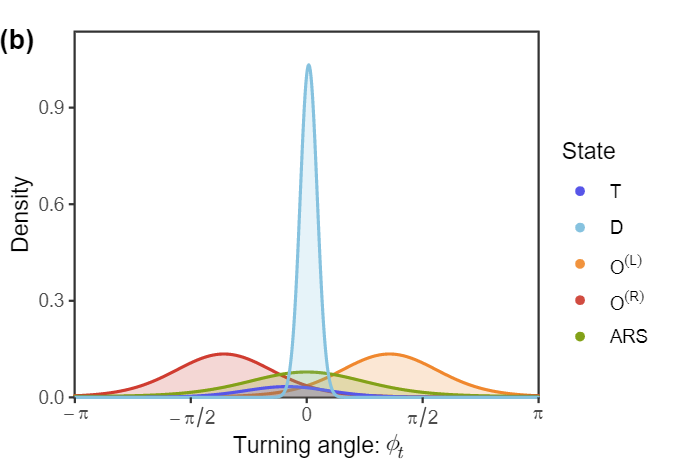 (b)
Density
0.9
0.6
0.3
0.0
−π
−π/2
0
π/2
π
Turning angle: ϕt
State
T
D
O(L)
O(R)
ARS